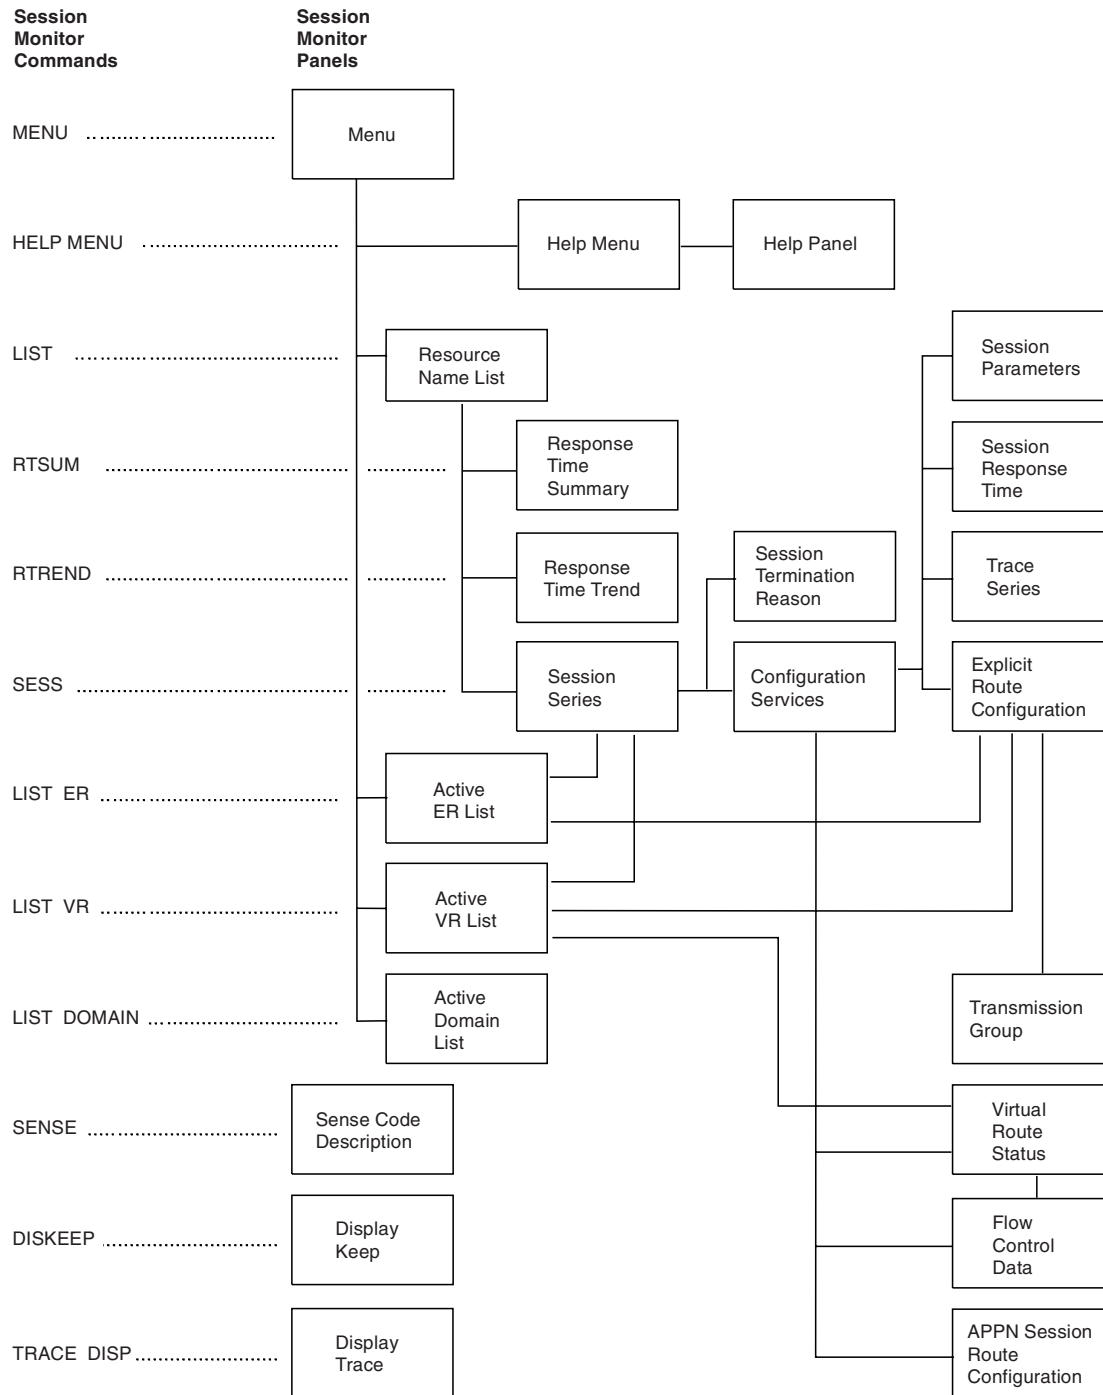 Session
Monitor
Commands
Session
Monitor
Panels
MENU
Menu
HELP MENU
Help Menu
Help Panel
LIST
Resource
Name List
Session
Parameters
RTSUM
Response
Time
Summary
Session
Response
Time
RTREND
Response
Time Trend
Session
Termination
Reason
Trace
Series
SESS
Session
Series
Configuration
Services
Explicit
Route
Configuration
LIST ER
Active
ER List
LIST VR
Active
VR List
LIST DOMAIN
Active
Domain
List
Transmission
Group
SENSE
Sense Code
Description
Virtual
Route
Status
DISKEEP
Display
Keep
Flow
Control
Data
TRACE DISP
Display
Trace
APPN Session
Route
Configuration